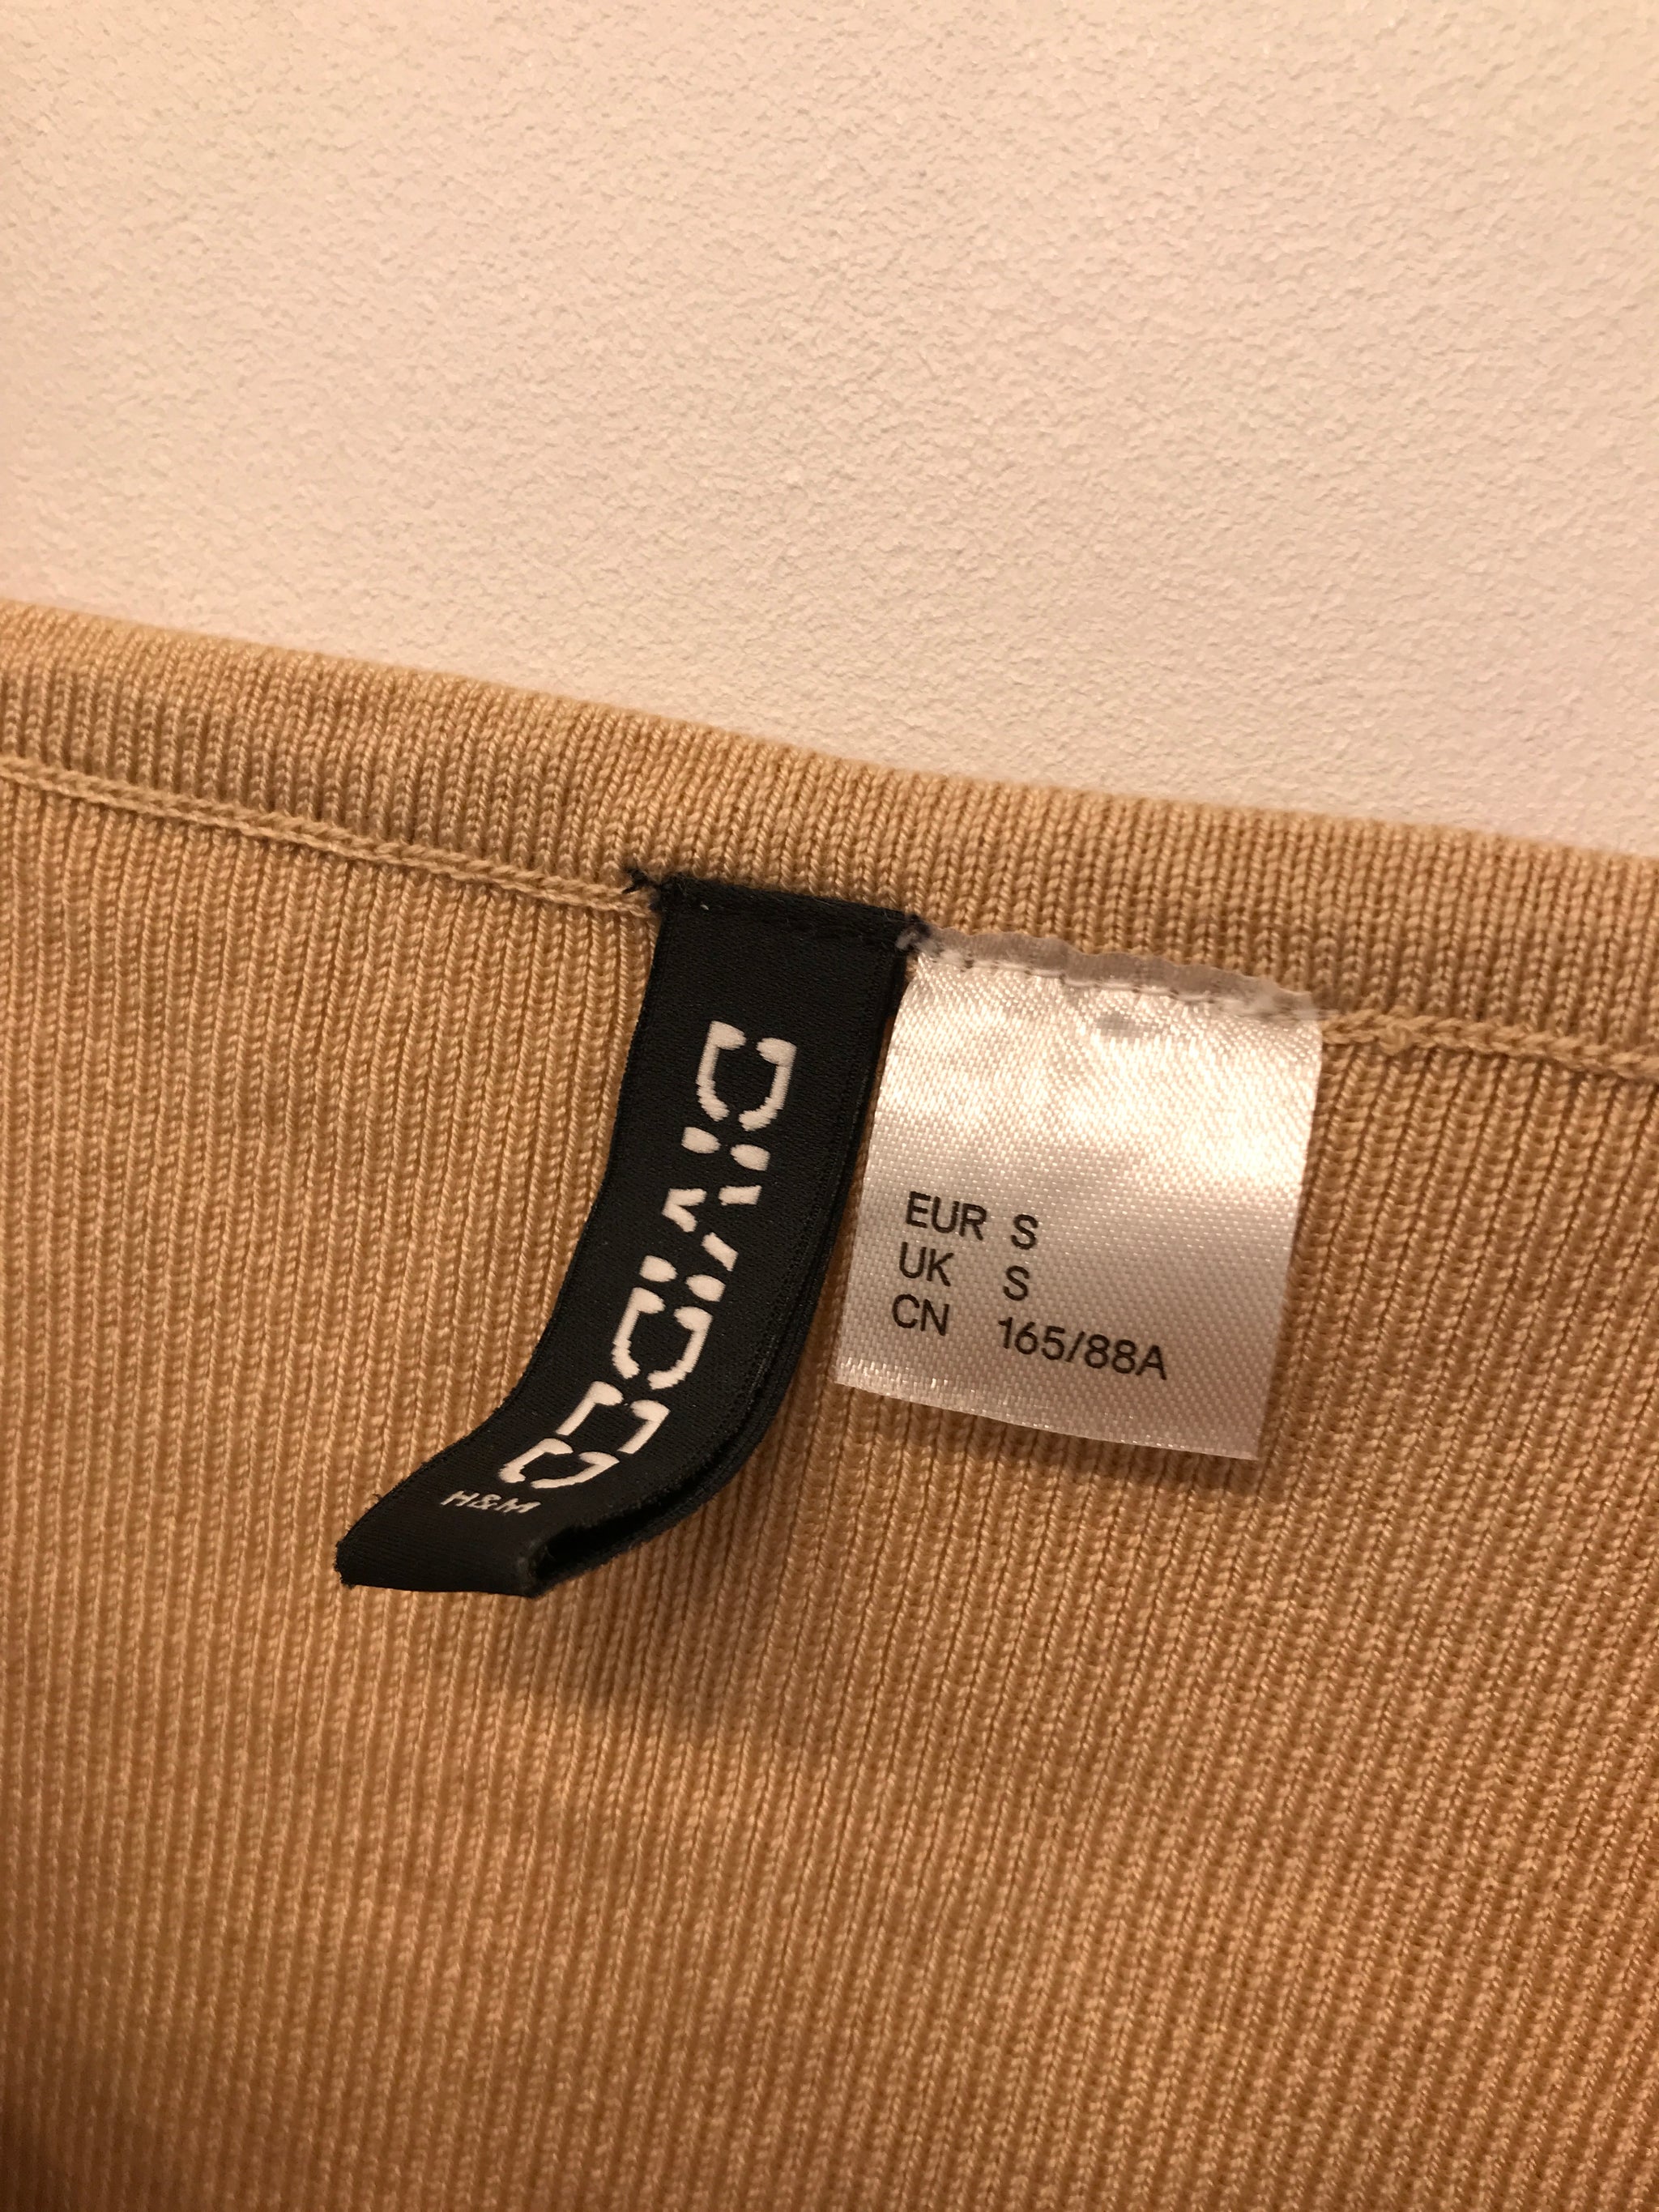 DIVIDED
H&M
EUR S
UK S
CN 165/88A